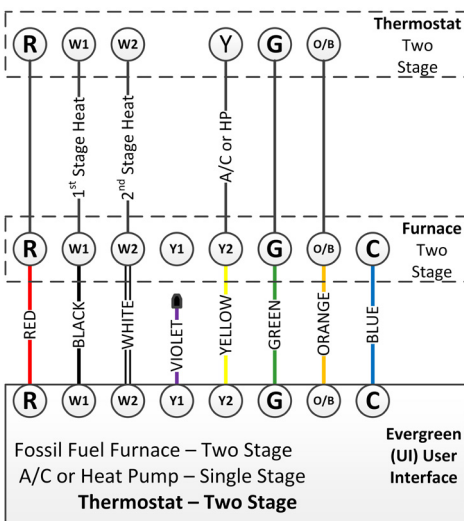 Thermostat
Two
Stage
R W1 W2 Y G O/B
1st Stage Heat
2nd Stage Heat
A/C or HP
Furnace
Two
Stage
R W1 W2 Y1 Y2 G O/B C
RED
BLACK
WHITE
VIOLET
YELLOW
GREEN
ORANGE
BLUE
R W1 W2 Y1 Y2 G O/B C
Evergreen
(UI) User
Interface
Fossil Fuel Furnace – Two Stage
A/C or Heat Pump – Single Stage
Thermostat – Two Stage